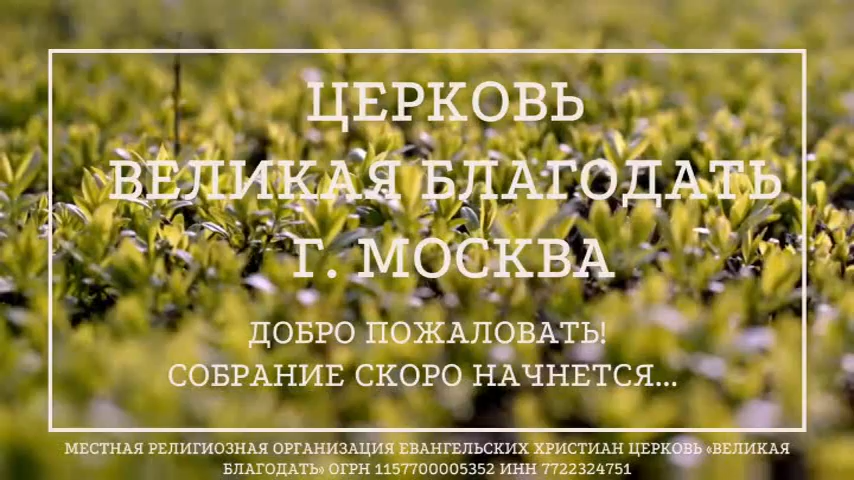 ЦЕРКОВЬ
ВЕЛИКАЯ БЛАГОДАТЬ
Г. МОСКВА
ДОБРО ПОЖАЛОВАТЬ!
СОБРАНИЕ СКОРО НАЧНЕТСЯ...
МЕСТНАЯ РЕЛИГИОЗНАЯ ОРГАНИЗАЦИЯ ЕВАНГЕЛЬСКИХ ХРИСТИАН ЦЕРКОВЬ «ВЕЛИКАЯ
БЛАГОДАТЬ» ОГРН 1157700005352 ИНН 7722324751